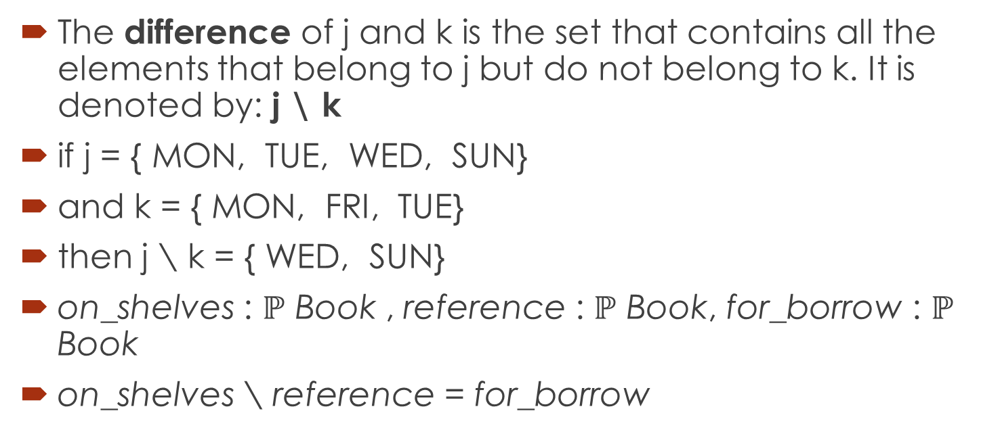 The difference of j and k is the set that contains all the
elements that belong to j but do not belong to k. It is
denoted by: j \ k
if j = { MON, TUE, WED, SUN}
and k = { MON, FRI, TUE}
then j \ k = { WED, SUN}
on_shelves : ℙ Book , reference : ℙ Book, for_borrow : ℙ
Book
on_shelves \ reference = for_borrow